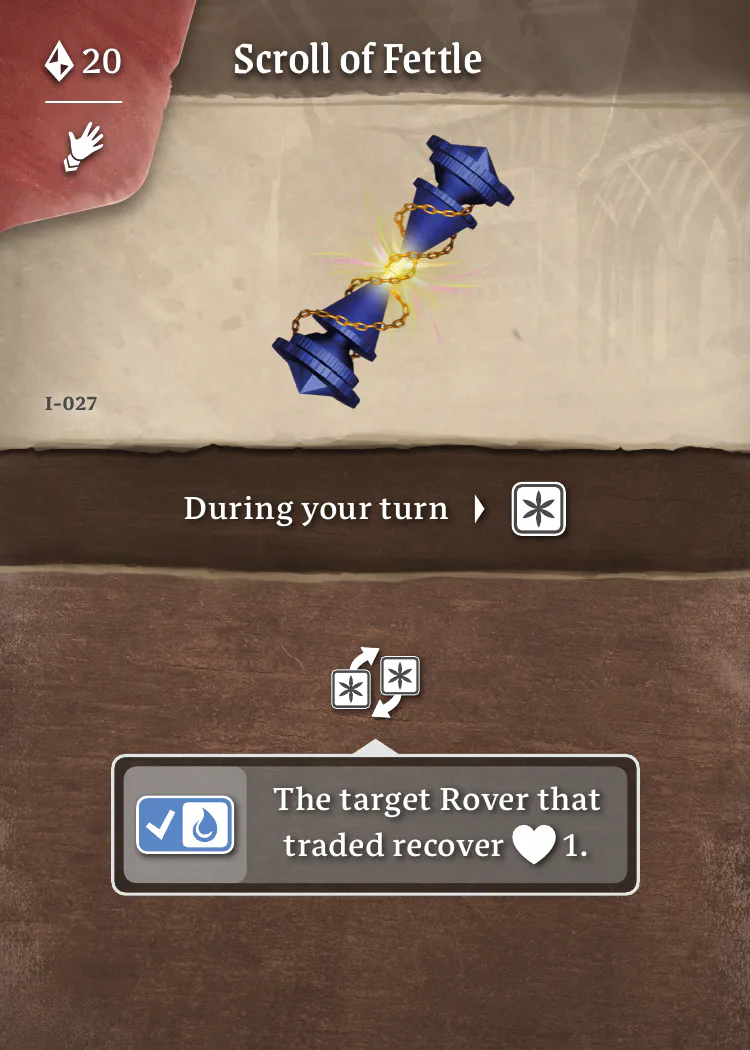 20
Scroll of Fettle
I-027
During your turn
The target Rover that
traded recover 1.